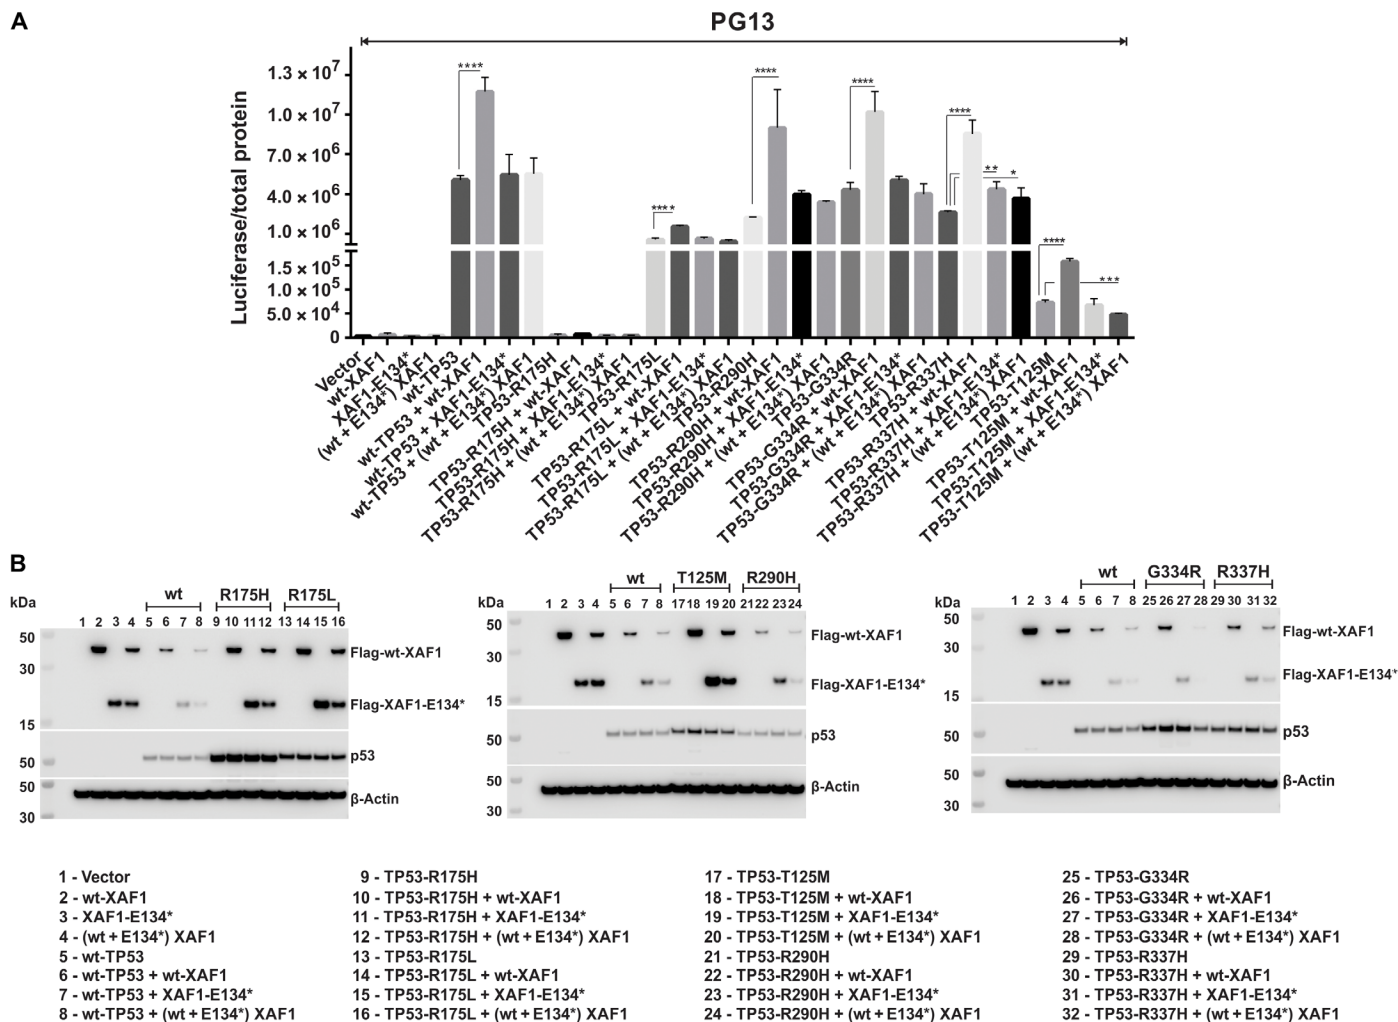 A
PG13
Luciferase/total protein
1.3 × 10⁷
1.0 × 10⁷
7.0 × 10⁶
4.0 × 10⁶
1.0 × 10⁶
1.5 × 10⁵
1.0 × 10⁵
5.0 × 10⁴
0
****
****
****
****
****
**
*
****
***
Vector
wt-XAF1
XAF1-E134*
(wt + E134*) XAF1
wt-TP53
wt-TP53 + wt-XAF1
wt-TP53 + XAF1-E134*
wt-TP53 + (wt + E134*) XAF1
TP53-R175H
TP53-R175H + wt-XAF1
TP53-R175H + XAF1-E134*
TP53-R175H + (wt + E134*) XAF1
TP53-R175L
TP53-R175L + wt-XAF1
TP53-R175L + XAF1-E134*
TP53-R175L + (wt + E134*) XAF1
TP53-R290H
TP53-R290H + wt-XAF1
TP53-R290H + XAF1-E134*
TP53-R290H + (wt + E134*) XAF1
TP53-G334R
TP53-G334R + wt-XAF1
TP53-G334R + XAF1-E134*
TP53-G334R + (wt + E134*) XAF1
TP53-R337H
TP53-R337H + wt-XAF1
TP53-R337H + XAF1-E134*
TP53-R337H + (wt + E134*) XAF1
TP53-T125M
TP53-T125M + wt-XAF1
TP53-T125M + XAF1-E134*
TP53-T125M + (wt + E134*) XAF1
B
wt R175H R175L
kDa 1 2 3 4 5 6 7 8 9 10 11 12 13 14 15 16
50
Flag-wt-XAF1
30
Flag-XAF1-E134*
15
p53
50
50
β-Actin
30
wt T125M R290H
kDa 1 2 3 4 5 6 7 8 17 18 19 20 21 22 23 24
50
Flag-wt-XAF1
30
Flag-XAF1-E134*
15
p53
50
50
β-Actin
30
wt G334R R337H
kDa 1 2 3 4 5 6 7 8 25 26 27 28 29 30 31 32
50
Flag-wt-XAF1
30
Flag-XAF1-E134*
15
p53
50
50
β-Actin
30
1 - Vector
2 - wt-XAF1
3 - XAF1-E134*
4 - (wt + E134*) XAF1
5 - wt-TP53
6 - wt-TP53 + wt-XAF1
7 - wt-TP53 + XAF1-E134*
8 - wt-TP53 + (wt + E134*) XAF1
9 - TP53-R175H
10 - TP53-R175H + wt-XAF1
11 - TP53-R175H + XAF1-E134*
12 - TP53-R175H + (wt + E134*) XAF1
13 - TP53-R175L
14 - TP53-R175L + wt-XAF1
15 - TP53-R175L + XAF1-E134*
16 - TP53-R175L + (wt + E134*) XAF1
17 - TP53-T125M
18 - TP53-T125M + wt-XAF1
19 - TP53-T125M + XAF1-E134*
20 - TP53-T125M + (wt + E134*) XAF1
21 - TP53-R290H
22 - TP53-R290H + wt-XAF1
23 - TP53-R290H + XAF1-E134*
24 - TP53-R290H + (wt + E134*) XAF1
25 - TP53-G334R
26 - TP53-G334R + wt-XAF1
27 - TP53-G334R + XAF1-E134*
28 - TP53-G334R + (wt + E134*) XAF1
29 - TP53-R337H
30 - TP53-R337H + wt-XAF1
31 - TP53-R337H + XAF1-E134*
32 - TP53-R337H + (wt + E134*) XAF1